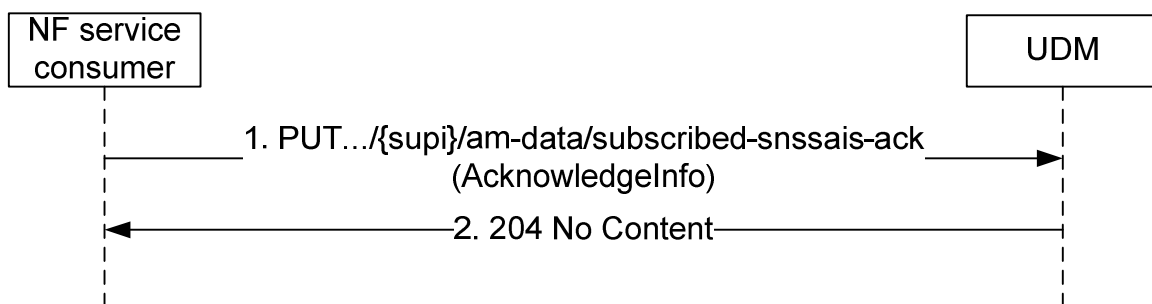 NF service
consumer
UDM
1. PUT.../{supi}/am-data/subscribed-snssais-ack
(AcknowledgeInfo)
2. 204 No Content